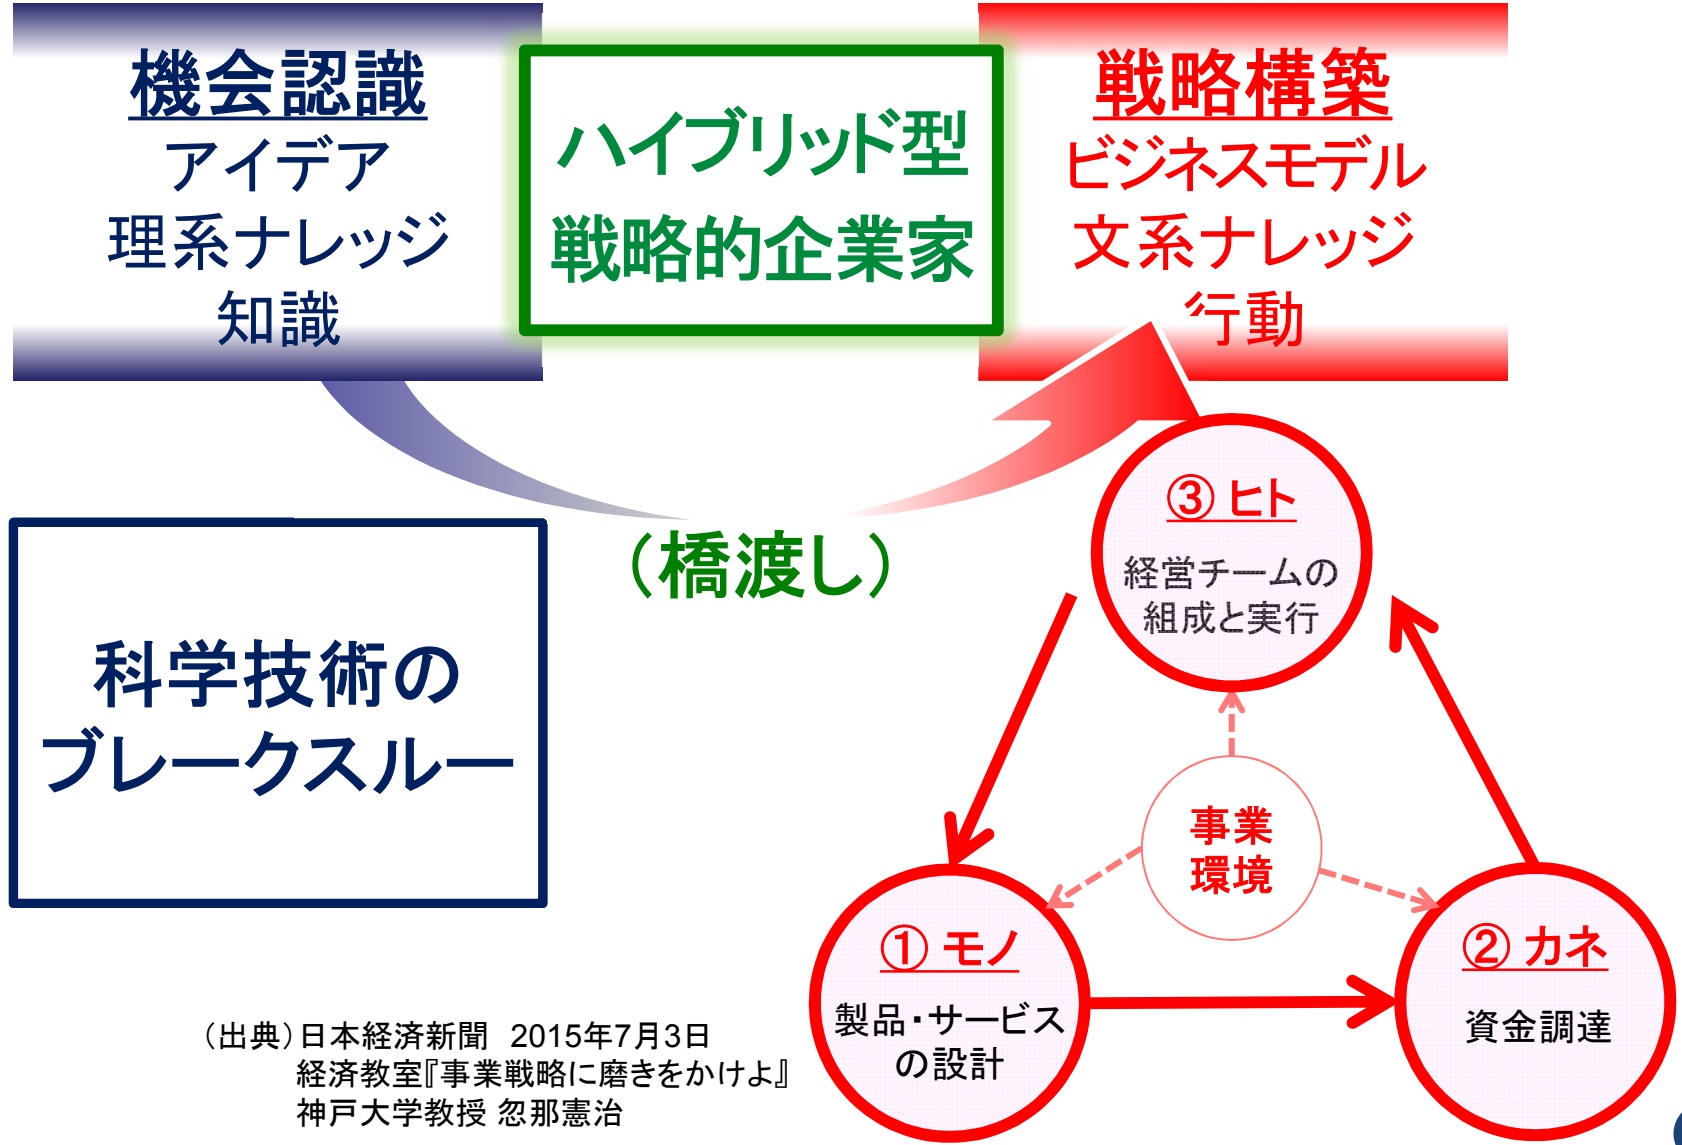 機会認識
アイデア
理系ナレッジ
知識
ハイブリッド型
戦略的企業家
戦略構築
ビジネスモデル
文系ナレッジ
行動
(橋渡し)
科学技術の
ブレークスルー
③ ヒト
経営チームの
組成と実行
事業
環境
① モノ
製品・サービス
の設計
② カネ
資金調達
(出典)日本経済新聞 2015年7月3日
経済教室『事業戦略に磨きをかけよ』
神戸大学教授 忽那憲治